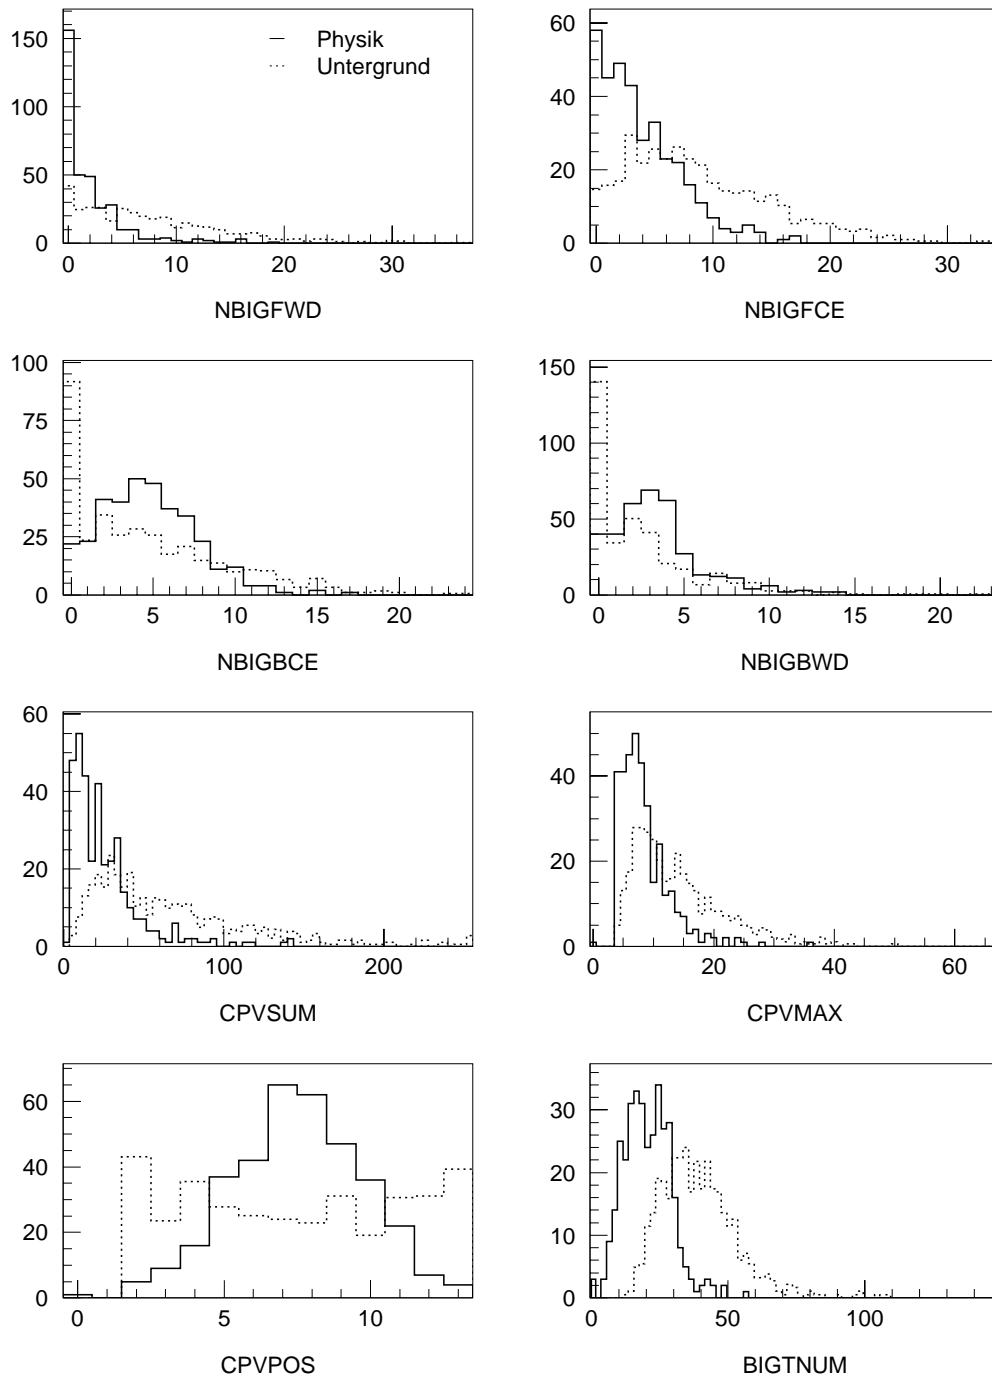 150
100
50
0
Physik
Untergrund
0 10 20 30
NBIGFWD
60
40
20
0
0 10 20 30
NBIGFCE
100
75
50
25
0
0 5 10 15 20
NBIGBCE
150
100
50
0
0 5 10 15 20
NBIGBWD
60
40
20
0
0 100 200
CPVSUM
40
20
0
0 20 40 60
CPVMAX
60
40
20
0
0 5 10
CPVPOS
30
20
10
0
0 50 100
BIGTNUM